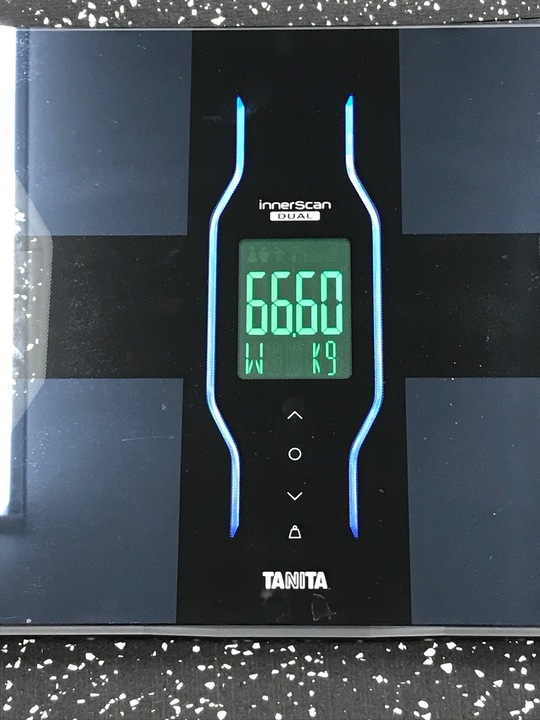 innerScan
DUAL
66.60
W kg
TANITA